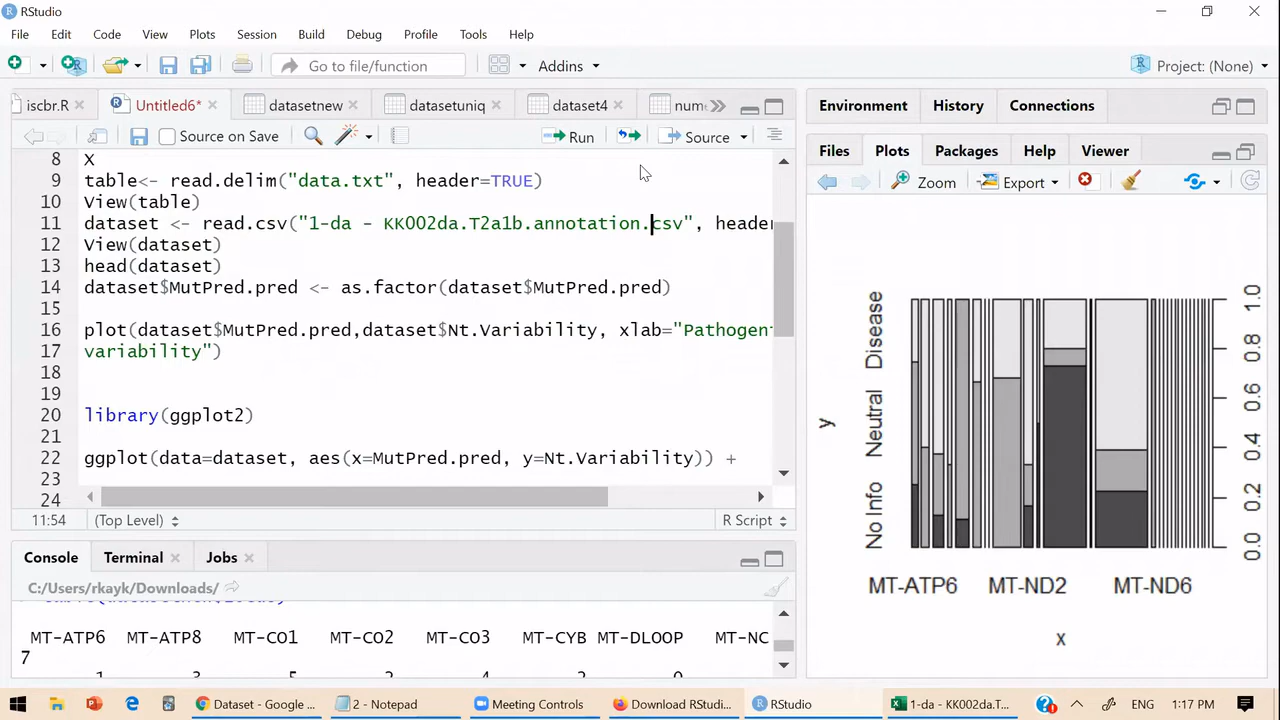 RStudio
File Edit Code View Plots Session Build Debug Profile Tools Help
Go to file/function Addins Project: (None)
iscbr.R Untitled6* datasetnew datasetuniq dataset4 num
Source on Save Run Source
8 X
9 table<- read.delim("data.txt", header=TRUE)
10 View(table)
11 dataset <- read.csv("1-da - KK002da.T2a1b.annotation.csv", header
12 View(dataset)
13 head(dataset)
14 dataset$MutPred.pred <- as.factor(dataset$MutPred.pred)
15
16 plot(dataset$MutPred.pred,dataset$Nt.Variability, xlab="Pathogen
17 variability")
18
19
20 library(ggplot2)
21
22 ggplot(data=dataset, aes(x=MutPred.pred, y=Nt.Variability)) +
23
24
11:54 (Top Level) R Script
Console Terminal Jobs
C:/Users/rkayk/Downloads/
MT-ATP6 MT-ATP8 MT-CO1 MT-CO2 MT-CO3 MT-CYB MT-DLOOP MT-NC
7
Environment History Connections
Files Plots Packages Help Viewer
Zoom Export
y
No Info Neutral Disease
0.0 0.2 0.4 0.6 0.8 1.0
MT-ATP6 MT-ND2 MT-ND6
x
Dataset - Google ... 2 - Notepad Meeting Controls Download RStudi... RStudio 1-da - KK002da.T... ENG 1:17 PM